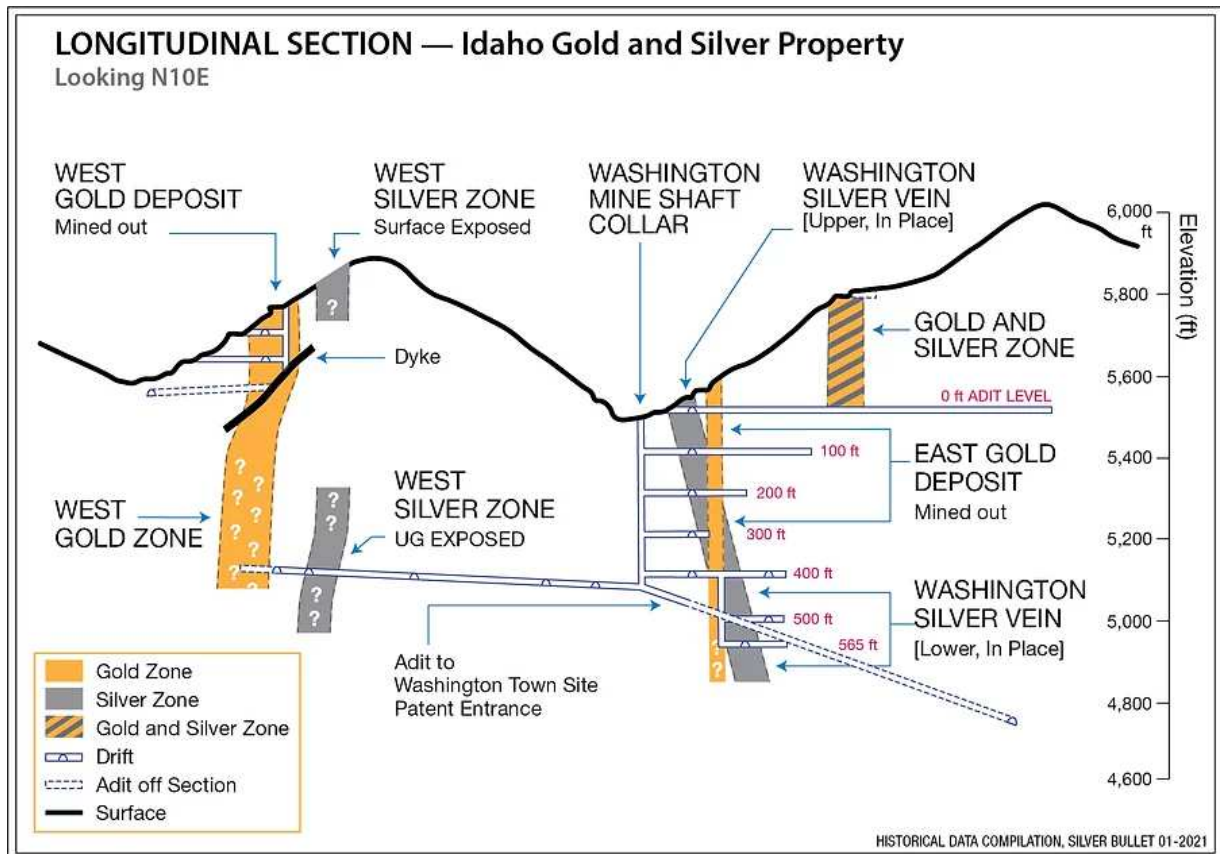 LONGITUDINAL SECTION — Idaho Gold and Silver Property
Looking N10E
WEST
GOLD DEPOSIT
Mined out
WEST
SILVER ZONE
Surface Exposed
WASHINGTON
MINE SHAFT
COLLAR
WASHINGTON
SILVER VEIN
[Upper, In Place]
6,000
ft
Elevation (ft)
5,800
5,600
5,400
5,200
5,000
4,800
4,600
?
Dyke
GOLD AND
SILVER ZONE
0 ft ADIT LEVEL
100 ft
200 ft
300 ft
400 ft
500 ft
565 ft
EAST GOLD
DEPOSIT
Mined out
WEST
GOLD ZONE
? ?
? ?
? ?
?
WEST
SILVER ZONE
UG EXPOSED
?
?
?
?
WASHINGTON
SILVER VEIN
[Lower, In Place]
?
?
Adit to
Washington Town Site
Patent Entrance
Gold Zone
Silver Zone
Gold and Silver Zone
Drift
Adit off Section
Surface
HISTORICAL DATA COMPILATION, SILVER BULLET 01-2021